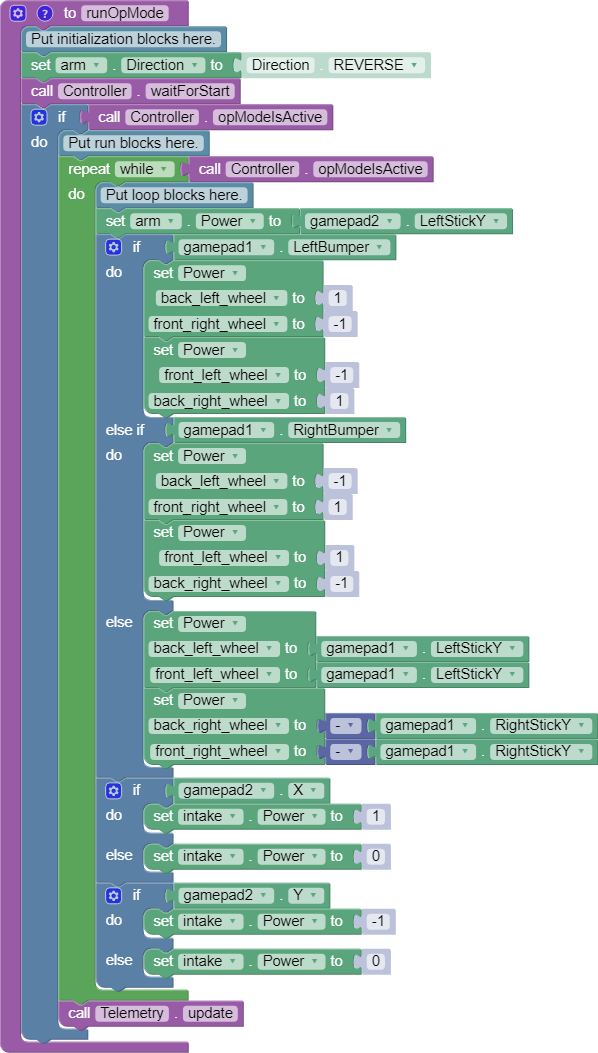 ? to runOpMode
Put initialization blocks here.
set arm . Direction to Direction . REVERSE
call Controller . waitForStart
if call Controller . opModeIsActive
do Put run blocks here.
repeat while call Controller . opModeIsActive
do Put loop blocks here.
set arm . Power to gamepad2 . LeftStickY
if gamepad1 . LeftBumper
do set Power
back_left_wheel to 1
front_right_wheel to -1
set Power
front_left_wheel to -1
back_right_wheel to 1
else if gamepad1 . RightBumper
do set Power
back_left_wheel to -1
front_right_wheel to 1
set Power
front_left_wheel to 1
back_right_wheel to -1
else set Power
back_left_wheel to gamepad1 . LeftStickY
front_left_wheel to gamepad1 . LeftStickY
set Power
back_right_wheel to - gamepad1 . RightStickY
front_right_wheel to - gamepad1 . RightStickY
if gamepad2 . X
do set intake . Power to 1
else set intake . Power to 0
if gamepad2 . Y
do set intake . Power to -1
else set intake . Power to 0
call Telemetry . update